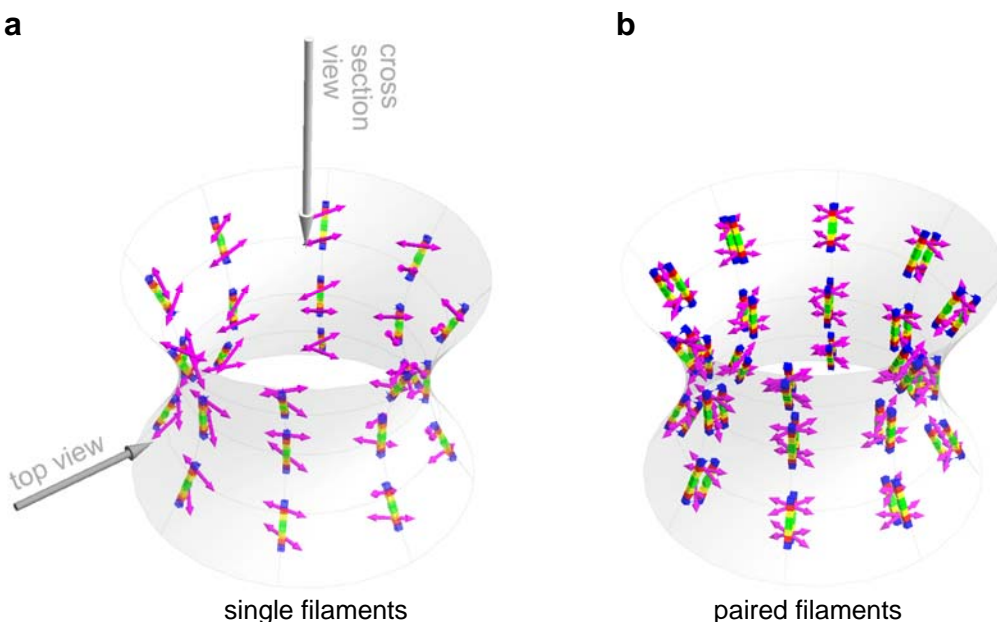 a
b
cross
section
view
top view
single filaments
paired filaments